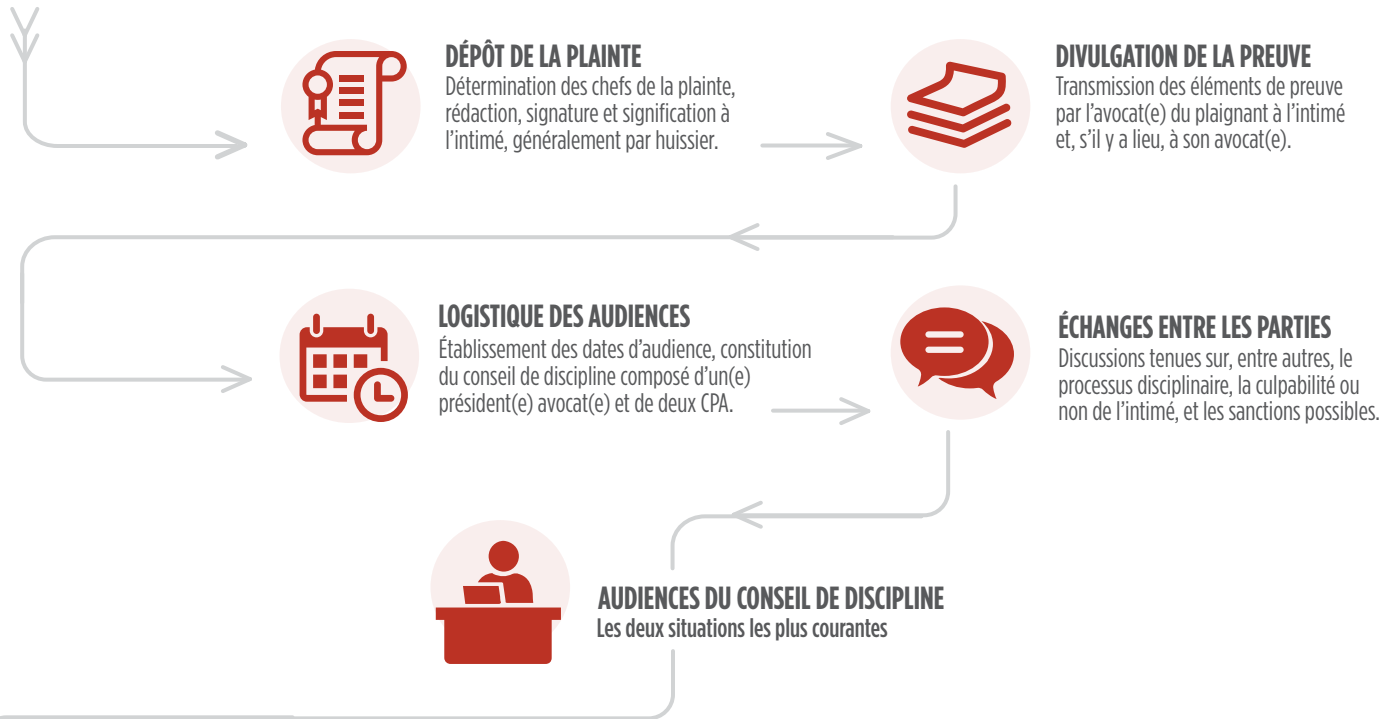 DÉPÔT DE LA PLAINTE
Détermination des chefs de la plainte,
rédaction, signature et signification à
l’intimé, généralement par huissier.
DIVULGATION DE LA PREUVE
Transmission des éléments de preuve
par l’avocat(e) du plaignant à l’intimé
et, s’il y a lieu, à son avocat(e).
LOGISTIQUE DES AUDIENCES
Établissement des dates d’audience, constitution
du conseil de discipline composé d’un(e)
président(e) avocat(e) et de deux CPA.
ÉCHANGES ENTRE LES PARTIES
Discussions tenues sur, entre autres, le
processus disciplinaire, la culpabilité ou
non de l’intimé, et les sanctions possibles.
AUDIENCES DU CONSEIL DE DISCIPLINE
Les deux situations les plus courantes